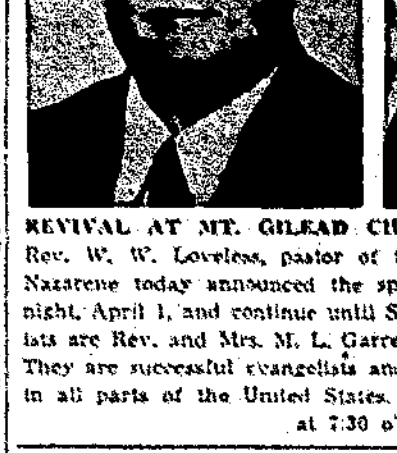 REVIVAL AT MT. GILEAD CH
Rev. W. W. Loveless, pastor of
Nazarene today announced the sp
night, April 1, and continue until S
ists are Rev. and Mrs. M. L. Garre
They are successful evangelists an
in all parts of the United States.
at 7:30 o'